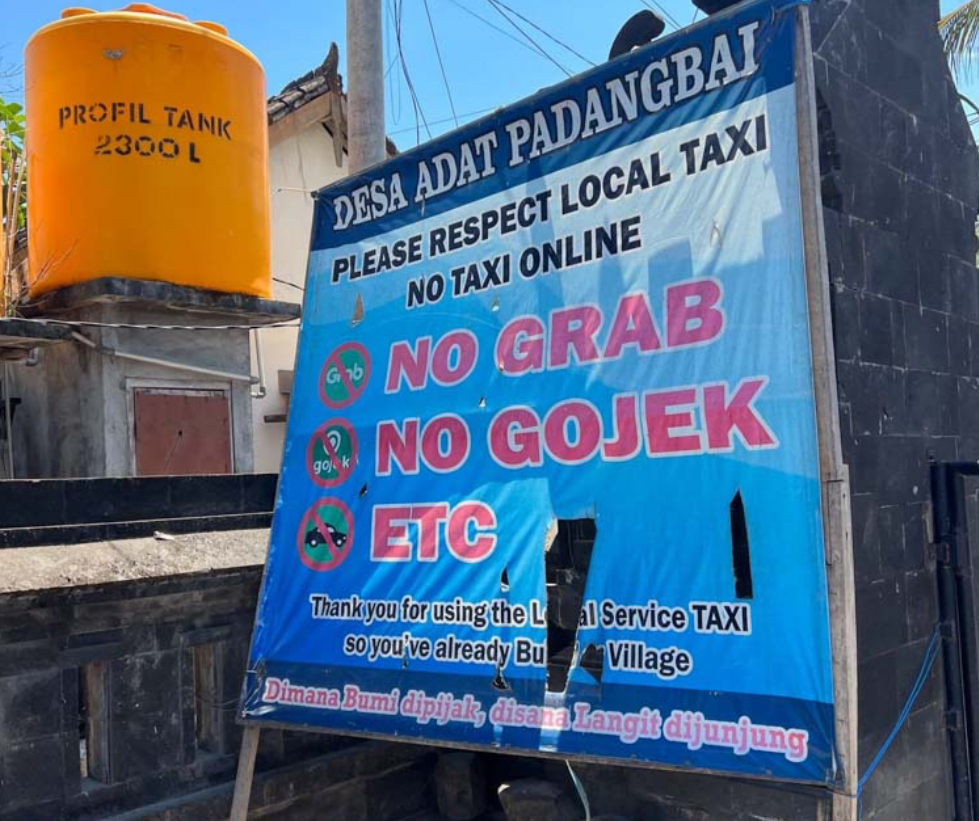 PROFIL TANK
2300 L
DESA ADAT PADANGBAI
PLEASE RESPECT LOCAL TAXI
NO TAXI ONLINE
Grab
NO GRAB
gojek
NO GOJEK
ETC
Thank you for using the Service TAXI
so you've already Village
Dimana Bumi dipijak, disana Langit dijunjung